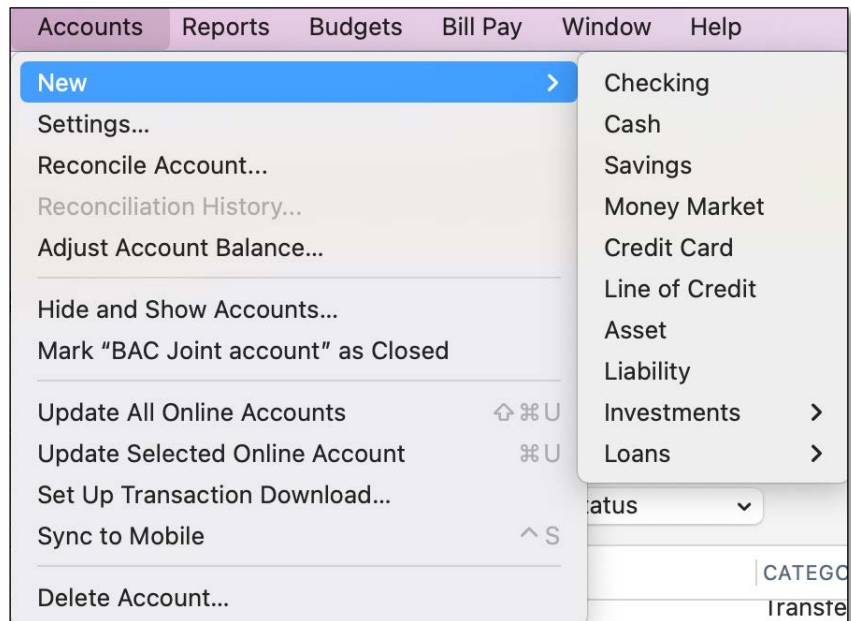 Accounts Reports Budgets Bill Pay Window Help
New
Settings...
Reconcile Account...
Reconciliation History...
Adjust Account Balance...
Hide and Show Accounts...
Mark “BAC Joint account” as Closed
Update All Online Accounts ⇧⌘U
Update Selected Online Account ⌘U
Set Up Transaction Download...
Sync to Mobile ^S
Delete Account...
Checking
Cash
Savings
Money Market
Credit Card
Line of Credit
Asset
Liability
Investments
Loans
atus
CATEGO
Transfe